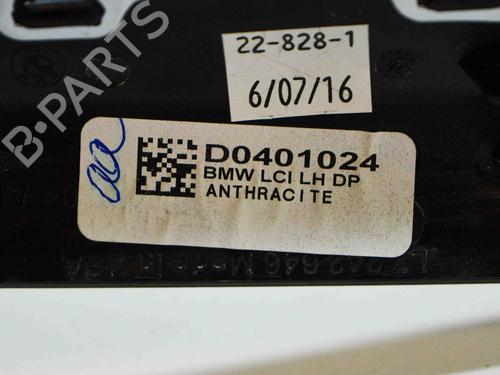 B-PARTS
22-828-1
6/07/16
D0401024
BMW LCI LH DP
ANTHRACITE